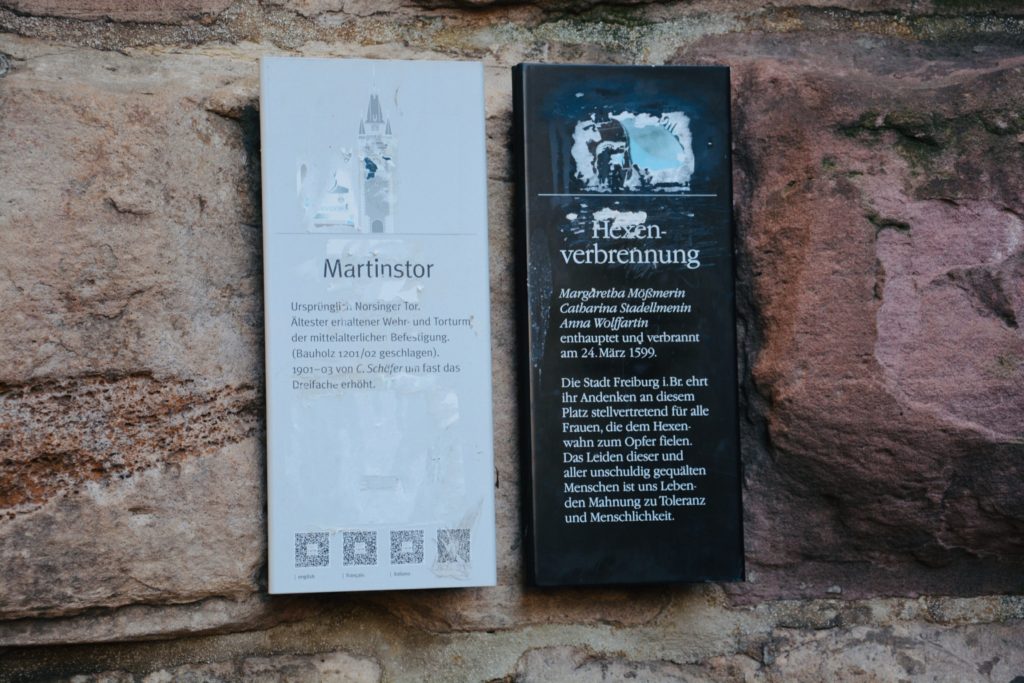 Martinstor
Ursprünglich Norsinger Tor.
Ältester erhaltener Wehr- und Torturm
der mittelalterlichen Befestigung.
(Bauholz 1201/02 geschlagen).
1901–03 von C. Schäfer um fast das
Dreifache erhöht.
| english | français | italiano
Hexen-
verbrennung
Margaretha Mößmerin
Catharina Stadellmenin
Anna Wolffartin
enthauptet und verbrannt
am 24. März 1599.
Die Stadt Freiburg i. Br. ehrt
ihr Andenken an diesem
Platz stellvertretend für alle
Frauen, die dem Hexen-
wahn zum Opfer fielen.
Das Leiden dieser und
aller unschuldig gequälten
Menschen ist uns Leben-
den Mahnung zu Toleranz
und Menschlichkeit.